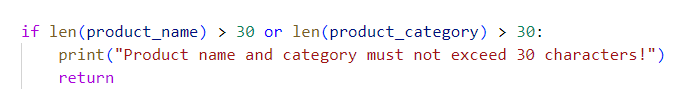 if len(product_name) > 30 or len(product_category) > 30:
    print("Product name and category must not exceed 30 characters!")
    return